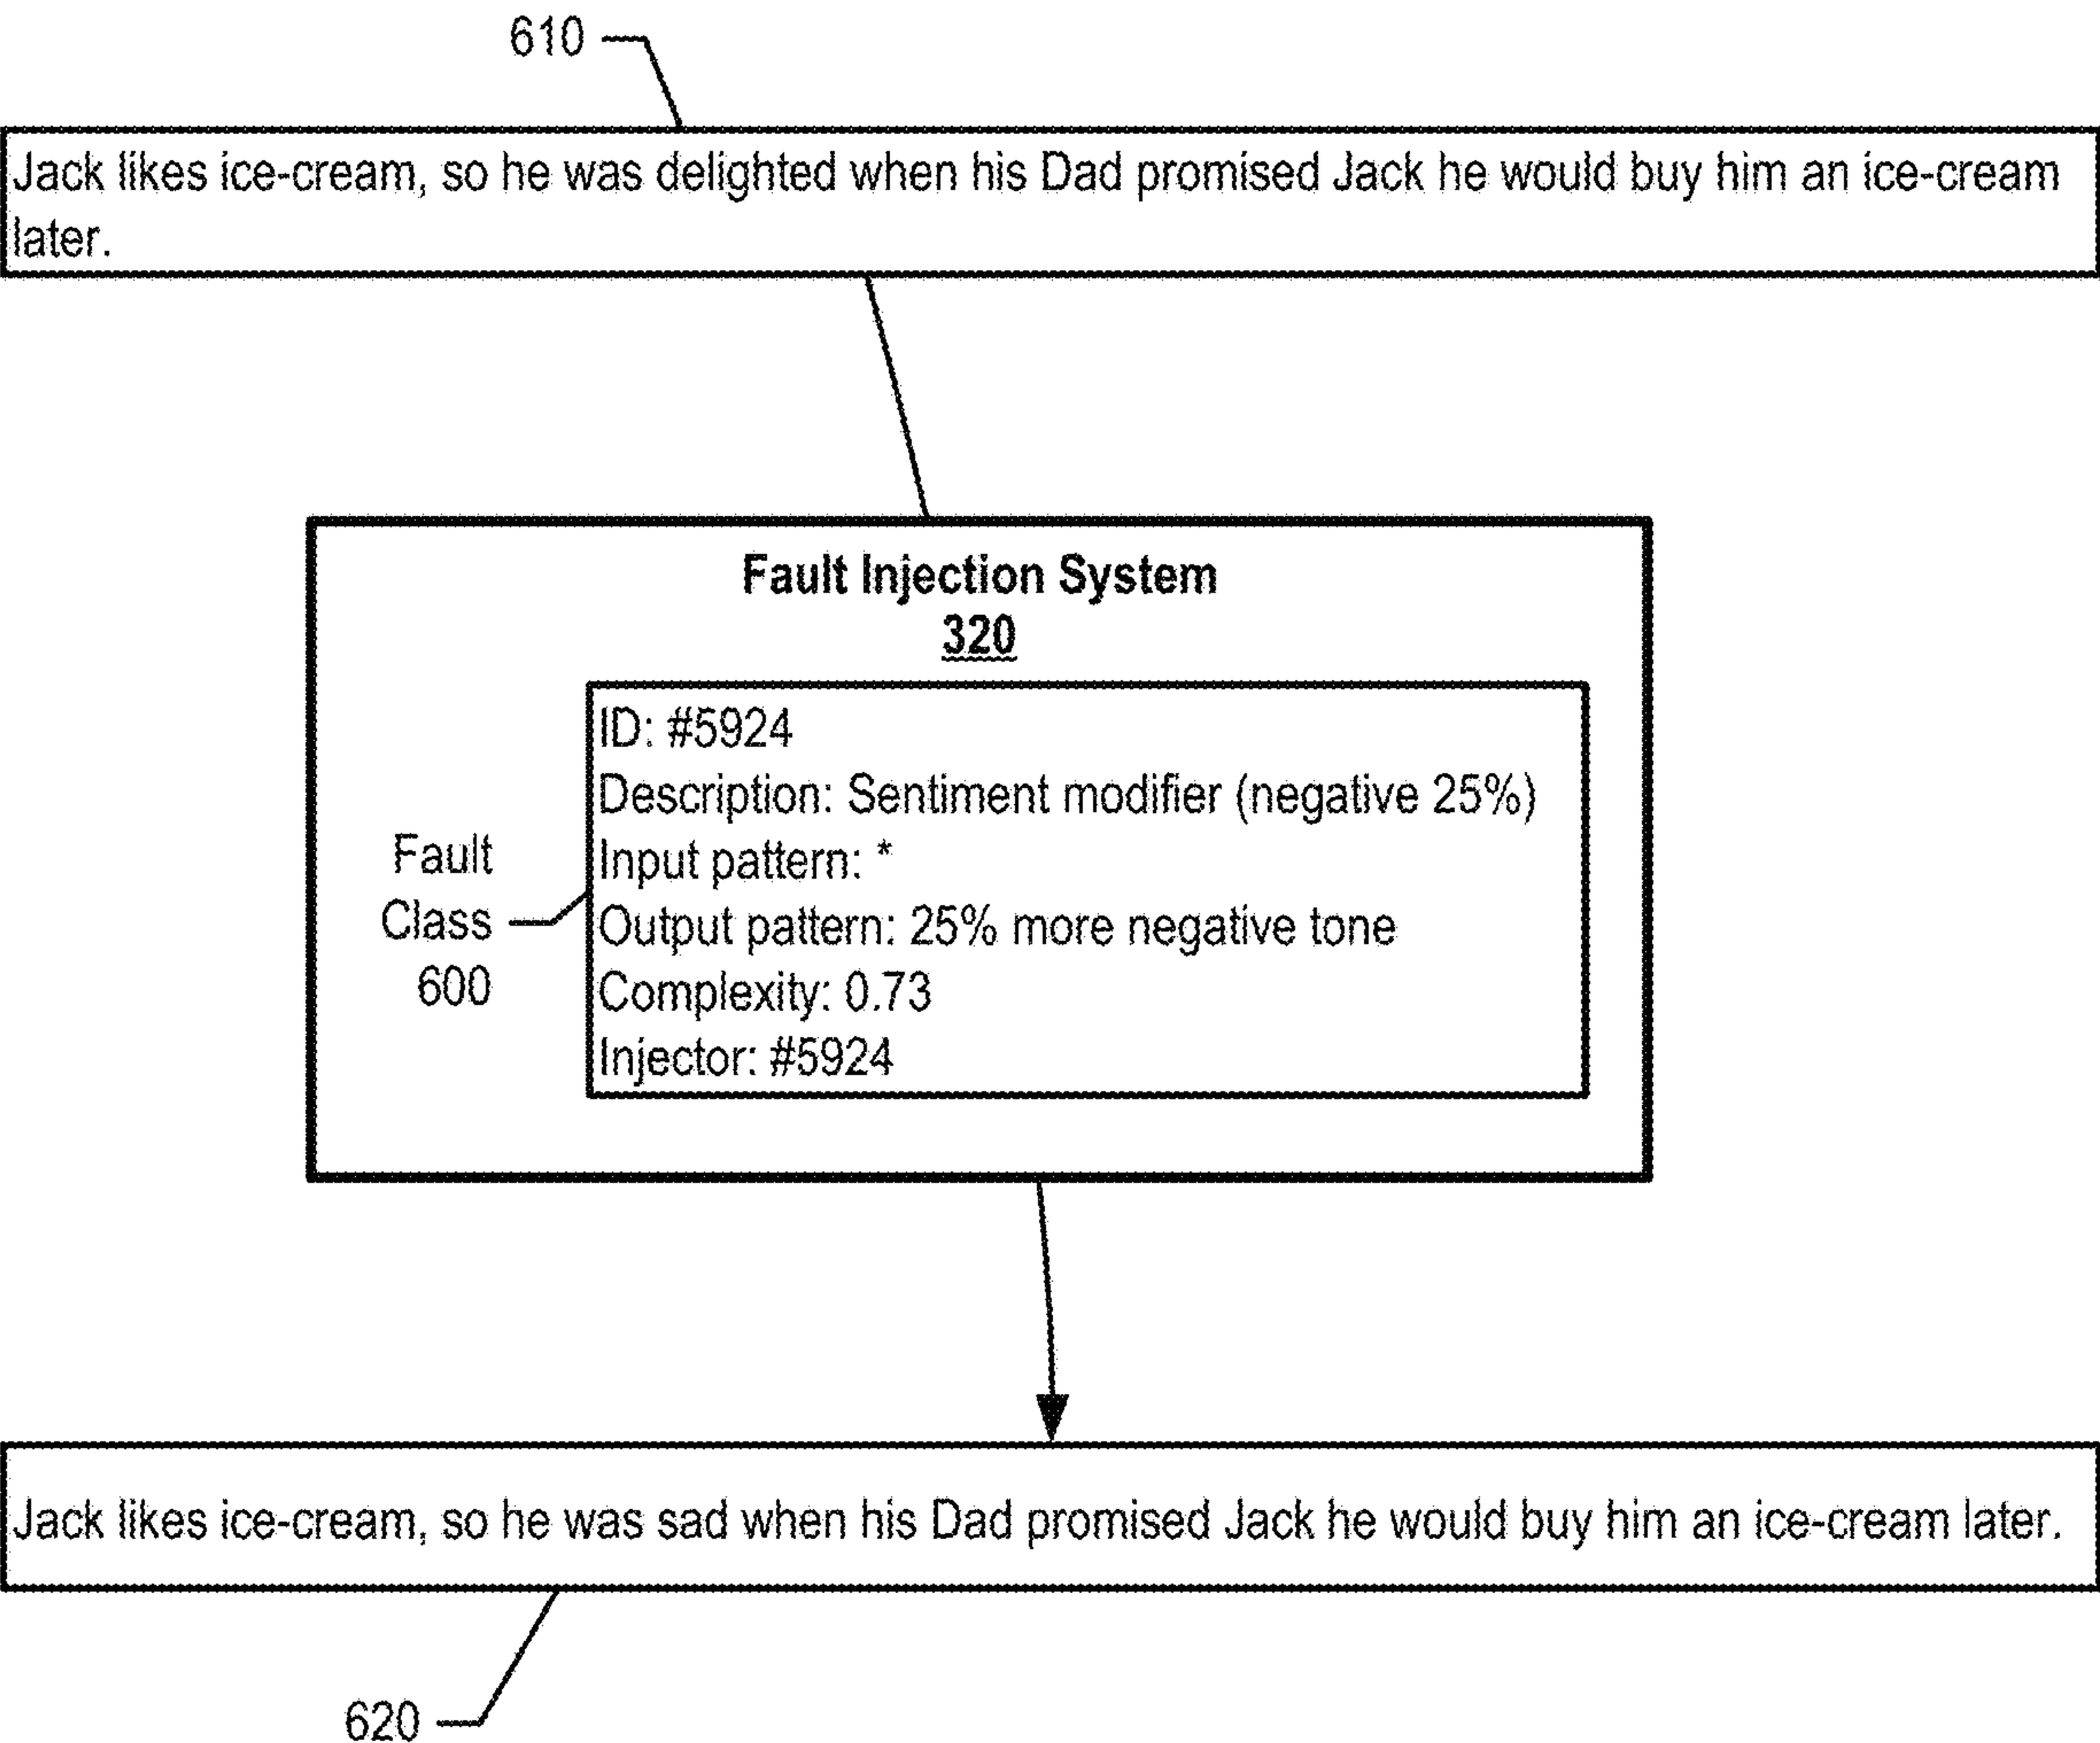 610
Jack likes ice-cream, so he was delighted when his Dad promised Jack he would buy him an ice-cream
later.
Fault Injection System
320
Fault
Class
600
ID: #5924
Description: Sentiment modifier (negative 25%)
Input pattern: *
Output pattern: 25% more negative tone
Complexity: 0.73
Injector: #5924
Jack likes ice-cream, so he was sad when his Dad promised Jack he would buy him an ice-cream later.
620